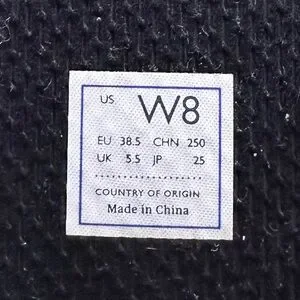 US W8
EU 38.5 CHN 250
UK 5.5 JP 25
COUNTRY OF ORIGIN
Made in China